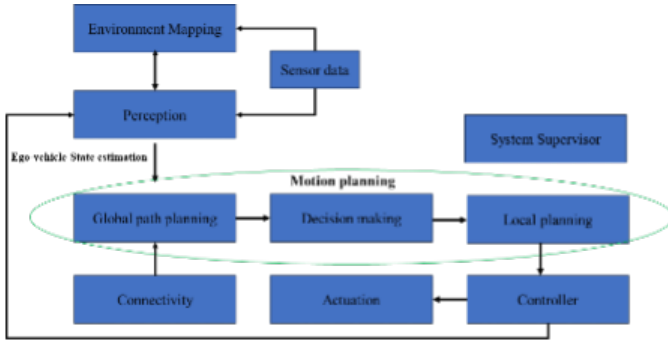 Environment Mapping
Sensor data
Perception
System Supervisor
Ego vehicle State estimation
Motion planning
Global path planning
Decision making
Local planning
Connectivity
Actuation
Controller